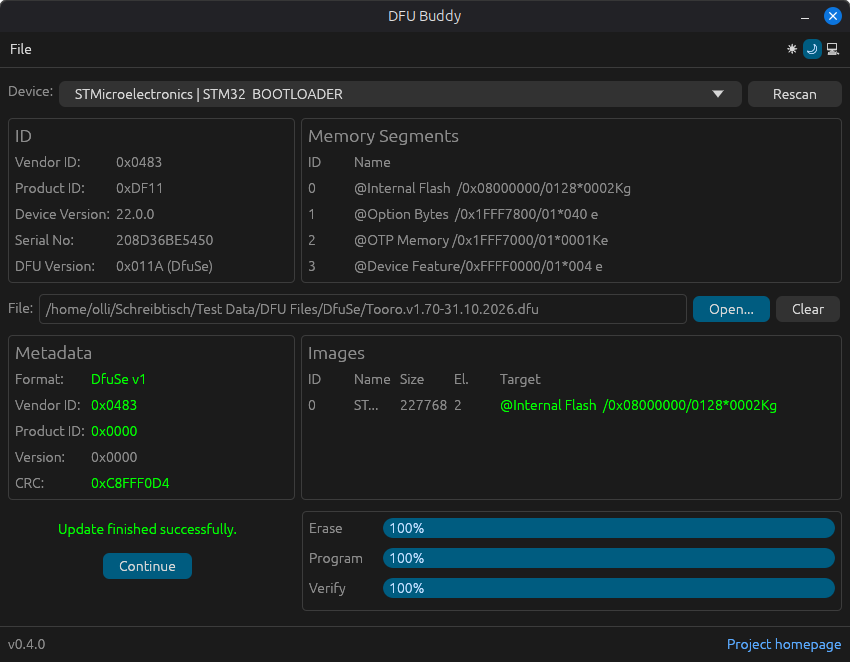 DFU Buddy
File
Device: STMicroelectronics | STM32  BOOTLOADER Rescan
ID
Vendor ID: 0x0483
Product ID: 0xDF11
Device Version: 22.0.0
Serial No: 208D36BE5450
DFU Version: 0x011A (DfuSe)
Memory Segments
ID Name
0 @Internal Flash  /0x08000000/0128*0002Kg
1 @Option Bytes  /0x1FFF7800/01*040 e
2 @OTP Memory /0x1FFF7000/01*0001Ke
3 @Device Feature/0xFFFF0000/01*004 e
File: /home/olli/Schreibtisch/Test Data/DFU Files/DfuSe/Tooro.v1.70-31.10.2026.dfu Open... Clear
Metadata
Format: DfuSe v1
Vendor ID: 0x0483
Product ID: 0x0000
Version: 0x0000
CRC: 0xC8FFF0D4
Images
ID Name Size El. Target
0 ST... 227768 2 @Internal Flash  /0x08000000/0128*0002Kg
Update finished successfully.
Continue
Erase 100%
Program 100%
Verify 100%
v0.4.0 Project homepage